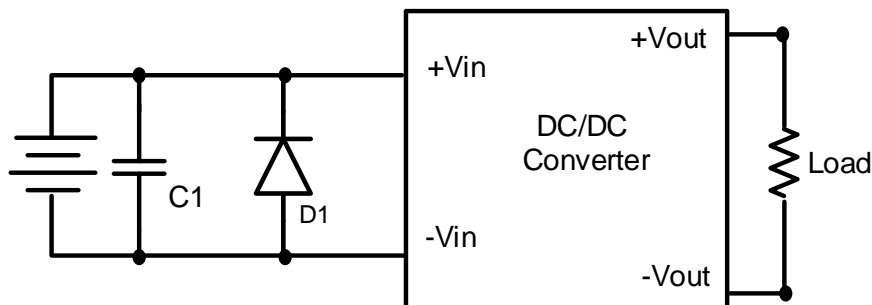 +Vout
+Vin
DC/DC
Converter
C1
D1
Load
-Vin
-Vout